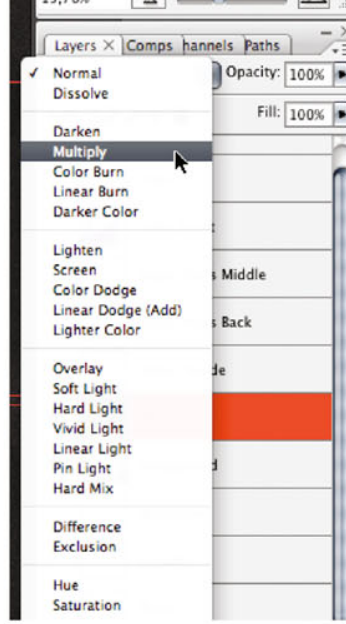 Layers × Comps hannels Paths
✓ Normal Opacity: 100%
Dissolve
Fill: 100%
Darken
Multiply
Color Burn
Linear Burn
Darker Color
Lighten
Screen s Middle
Color Dodge
Linear Dodge (Add)
Lighter Color s Back
Overlay de
Soft Light
Hard Light
Vivid Light
Linear Light
Pin Light d
Hard Mix
Difference
Exclusion
Hue
Saturation